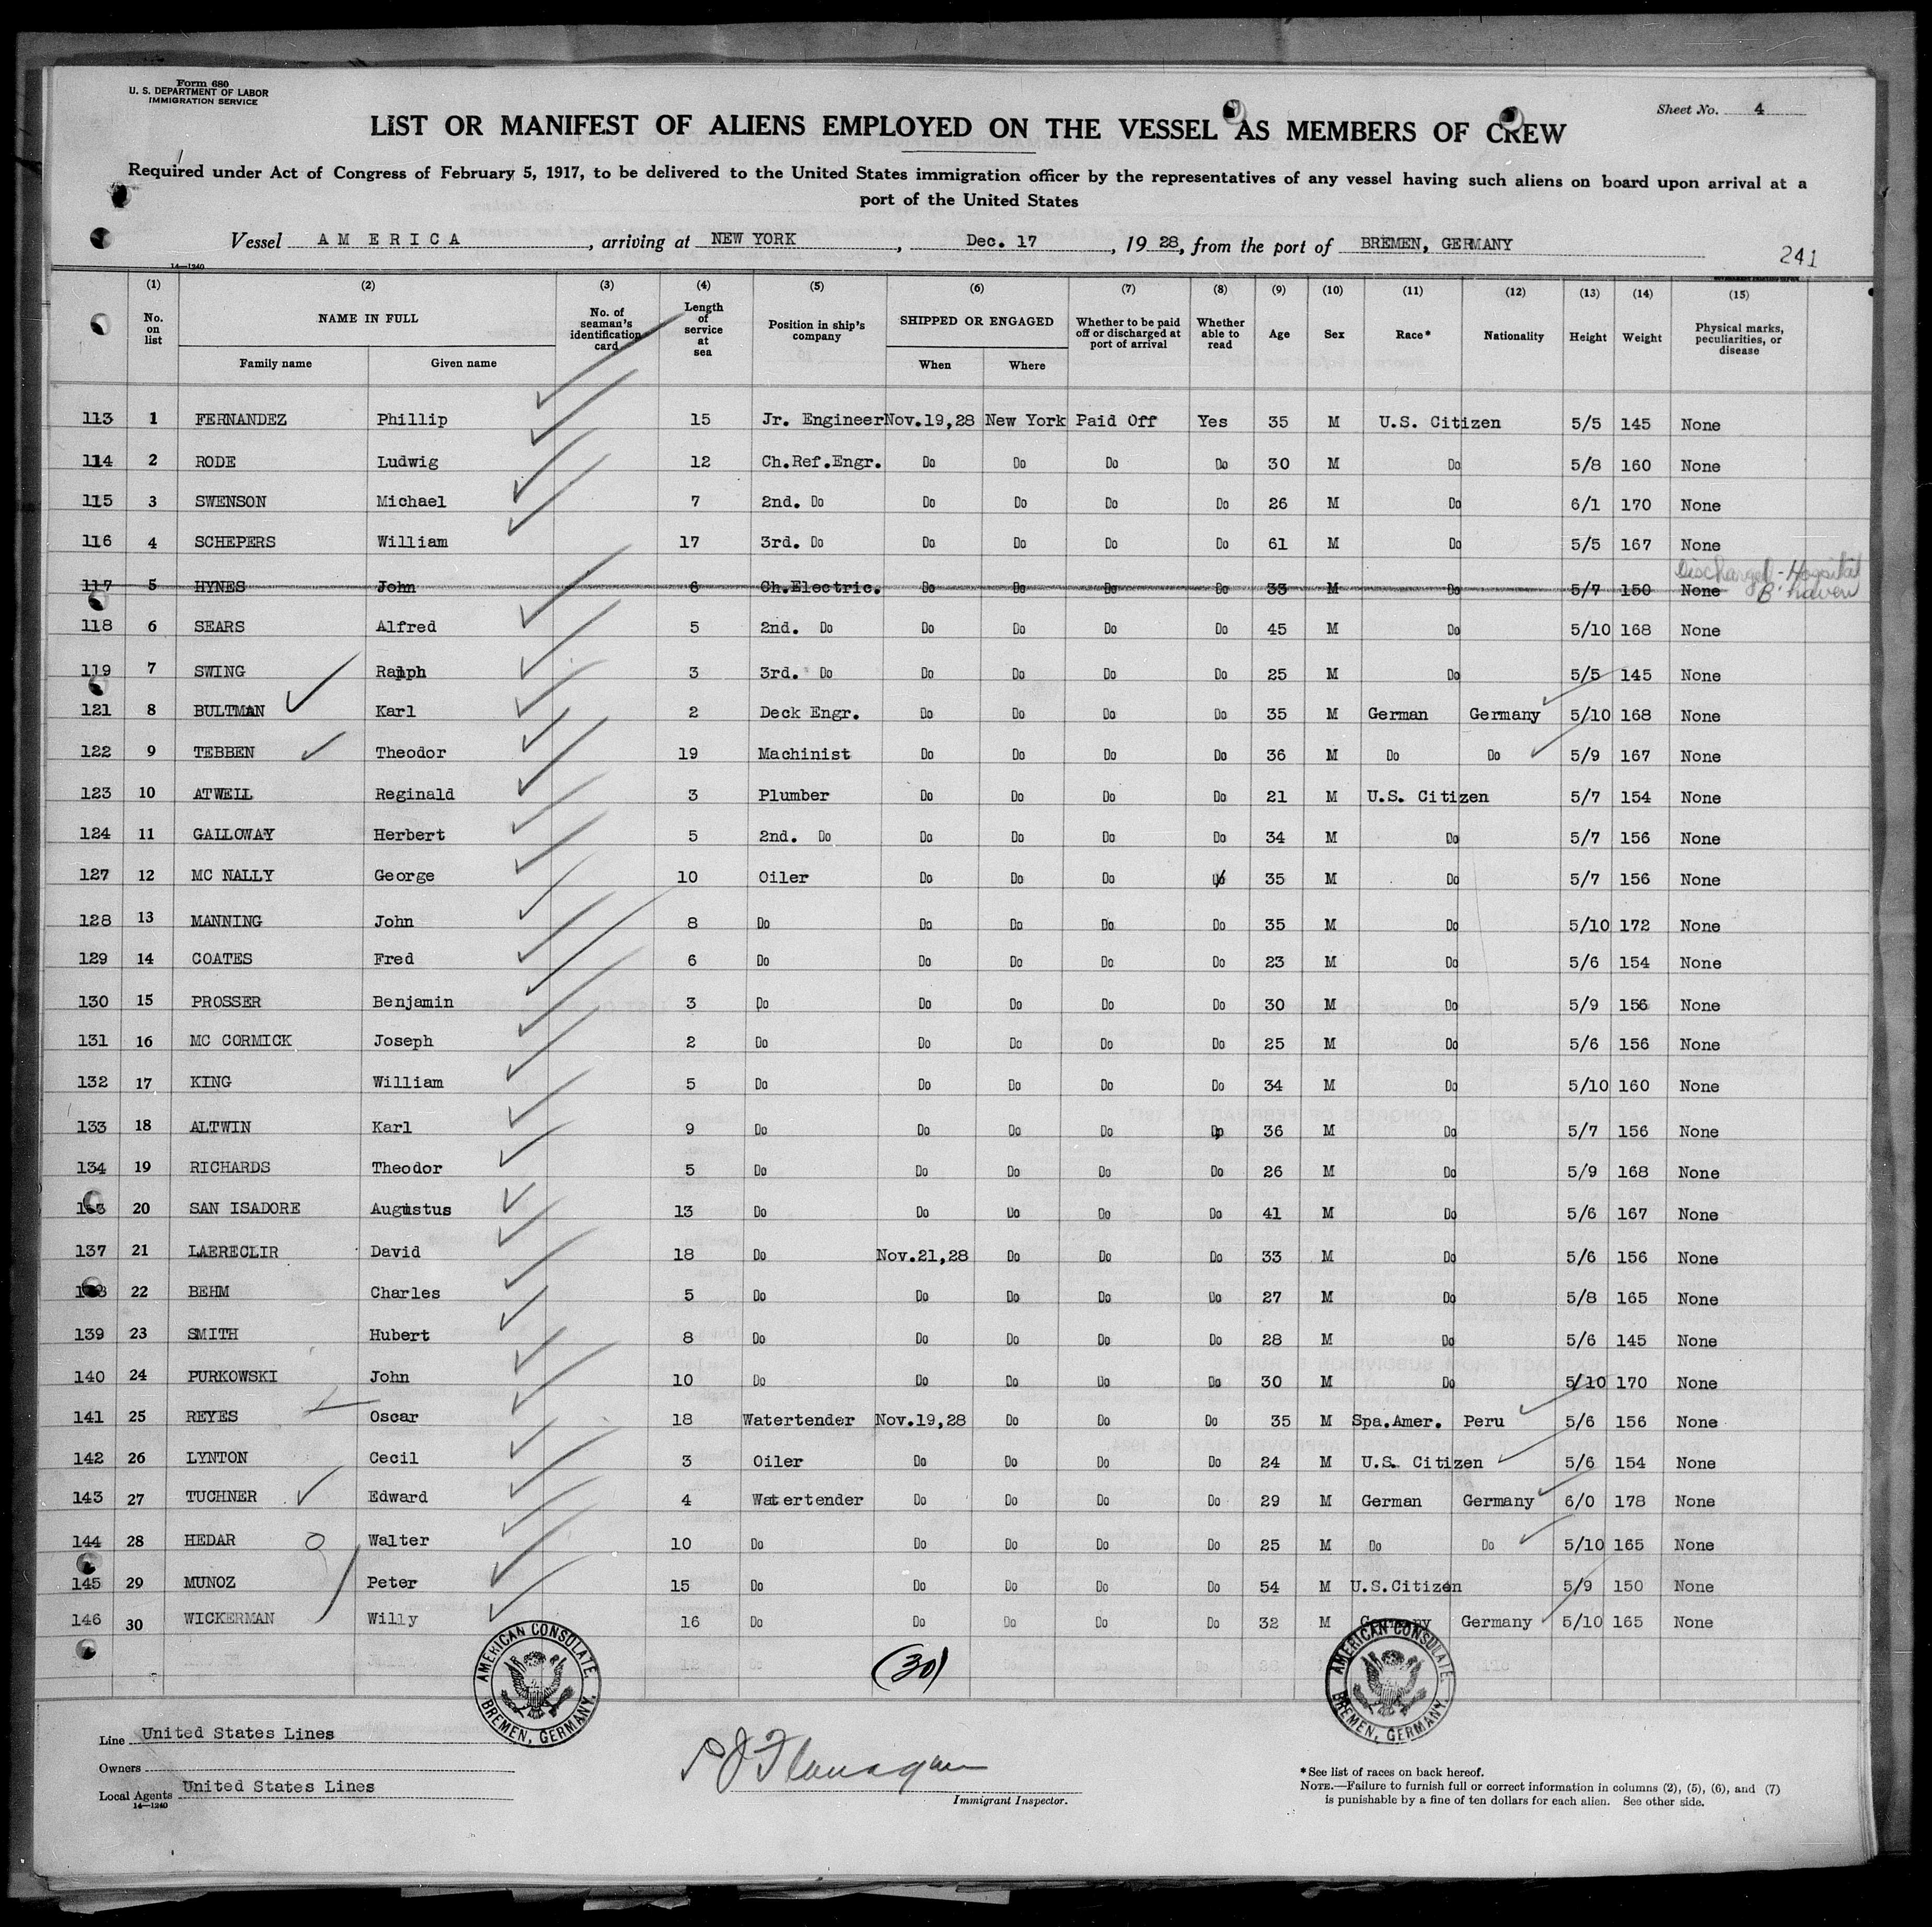 Form 680
U. S. DEPARTMENT OF LABOR
IMMIGRATION SERVICE
Sheet No. 4
LIST OR MANIFEST OF ALIENS EMPLOYED ON THE VESSEL AS MEMBERS OF CREW
Required under Act of Congress of February 5, 1917, to be delivered to the United States immigration officer by the representatives of any vessel having such aliens on board upon arrival at a
port of the United States
Vessel A M E R I C A, arriving at NEW YORK, Dec. 17, 19 28, from the port of BREMEN, GERMANY
241
14—1240
(1) (2) (3) (4) (5) (6) (7) (8) (9) (10) (11) (12) (13) (14) (15)
No. on list NAME IN FULL Family name Given name No. of seaman's identification card Length of service at sea Position in ship's company SHIPPED OR ENGAGED When Where Whether to be paid off or discharged at port of arrival Whether able to read Age Sex Race* Nationality Height Weight Physical marks, peculiarities, or disease
113 1 FERNANDEZ Phillip 15 Jr. Engineer Nov.19,28 New York Paid Off Yes 35 M U.S. Citizen 5/5 145 None
114 2 RODE Ludwig 12 Ch.Ref.Engr. Do Do Do Do 30 M Do 5/8 160 None
115 3 SWENSON Michael 7 2nd. Do Do Do Do Do 26 M Do 6/1 170 None
116 4 SCHEPERS William 17 3rd. Do Do Do Do Do 61 M Do 5/5 167 None
117 5 HYNES John 6 Ch.Electric. Do Do Do Do 33 M Do 5/7 150 None Discharged - Hospital B'haven
118 6 SEARS Alfred 5 2nd. Do Do Do Do Do 45 M Do 5/10 168 None
119 7 SWING Ralph 3 3rd. Do Do Do Do Do 25 M Do 5/5 145 None
121 8 BULTMAN Karl 2 Deck Engr. Do Do Do Do 35 M German Germany 5/10 168 None
122 9 TEBBEN Theodor 19 Machinist Do Do Do Do 36 M Do Do 5/9 167 None
123 10 ATWELL Reginald 3 Plumber Do Do Do Do 21 M U.S. Citizen 5/7 154 None
124 11 GALLOWAY Herbert 5 2nd. Do Do Do Do Do 34 M Do 5/7 156 None
127 12 MC NALLY George 10 Oiler Do Do Do Do 35 M Do 5/7 156 None
128 13 MANNING John 8 Do Do Do Do Do 35 M Do 5/10 172 None
129 14 COATES Fred 6 Do Do Do Do Do 23 M Do 5/6 154 None
130 15 PROSSER Benjamin 3 Do Do Do Do Do 30 M Do 5/9 156 None
131 16 MC CORMICK Joseph 2 Do Do Do Do Do 25 M Do 5/6 156 None
132 17 KING William 5 Do Do Do Do Do 34 M Do 5/10 160 None
133 18 ALTWIN Karl 9 Do Do Do Do Do 36 M Do 5/7 156 None
134 19 RICHARDS Theodor 5 Do Do Do Do Do 26 M Do 5/9 168 None
20 SAN ISADORE Augustus 13 Do Do Do Do Do 41 M Do 5/6 167 None
137 21 LAERECLIR David 18 Do Nov.21,28 Do Do Do 33 M Do 5/6 156 None
22 BEHM Charles 5 Do Do Do Do Do 27 M Do 5/8 165 None
139 23 SMITH Hubert 8 Do Do Do Do Do 28 M Do 5/6 145 None
140 24 PURKOWSKI John 10 Do Do Do Do Do 30 M Do 5/10 170 None
141 25 REYES Oscar 18 Watertender Nov.19,28 Do Do Do 35 M Spa.Amer. Peru 5/6 156 None
142 26 LYNTON Cecil 3 Oiler Do Do Do Do 24 M U.S. Citizen 5/6 154 None
143 27 TUCHNER Edward 4 Watertender Do Do Do Do 29 M German Germany 6/0 178 None
144 28 HEDAR Walter 10 Do Do Do Do Do 25 M Do Do 5/10 165 None
145 29 MUNOZ Peter 15 Do Do Do Do Do 54 M U.S.Citizen 5/9 150 None
146 30 WICKERMAN Willy 16 Do Do Do Do Do 32 M Germany Germany 5/10 165 None
(30)
AMERICAN CONSULATE. BREMEN, GERMANY.
AMERICAN CONSULATE. BREMEN, GERMANY.
Line United States Lines
Owners
Local Agents United States Lines
14—1240
P J Flanagan
Immigrant Inspector.
*See list of races on back hereof.
NOTE.—Failure to furnish full or correct information in columns (2), (5), (6), and (7)
is punishable by a fine of ten dollars for each alien. See other side.